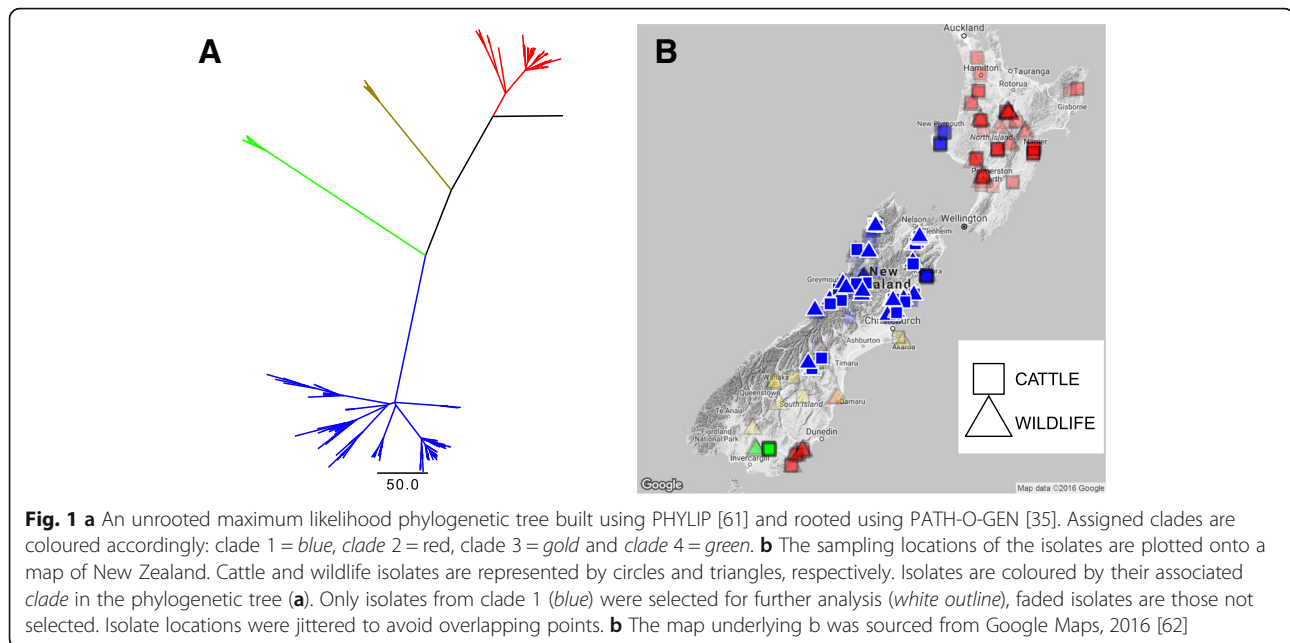 A
50.0
B
Auckland
Hamilton
Tauranga
Rotorua
Gisborne
New Plymouth
North Island
Napier
Palmerston
North
Nelson
Wellington
Greymouth
New
Zealand
Christchurch
Ashburton
Akaroa
Timaru
Wanaka
Queenstown
South Island
Oamaru
Te Anau
Fiordland
National Park
Dunedin
Invercargill
CATTLE
WILDLIFE
Google
Map data ©2016 Google
Fig. 1 a An unrooted maximum likelihood phylogenetic tree built using PHYLIP [61] and rooted using PATH-O-GEN [35]. Assigned clades are
coloured accordingly: clade 1 = blue, clade 2 = red, clade 3 = gold and clade 4 = green. b The sampling locations of the isolates are plotted onto a
map of New Zealand. Cattle and wildlife isolates are represented by circles and triangles, respectively. Isolates are coloured by their associated
clade in the phylogenetic tree (a). Only isolates from clade 1 (blue) were selected for further analysis (white outline), faded isolates are those not
selected. Isolate locations were jittered to avoid overlapping points. b The map underlying b was sourced from Google Maps, 2016 [62]